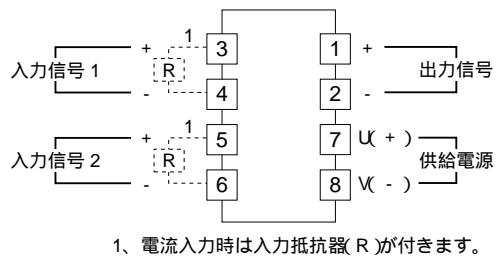 1
+ 3 1 +
入力信号 1 R 出力信号
- 4 2 -
1
+ 5 7 U( + )
入力信号 2 R 供給電源
- 6 8 V( - )
1、電流入力時は入力抵抗器( R )が付きます。